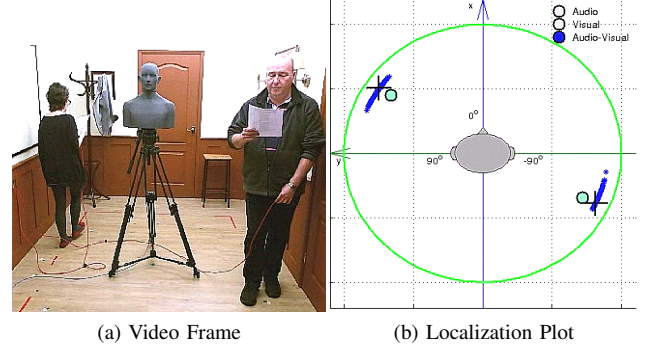 x
Audio
Visual
Audio-Visual
0°
y
90°
-90°
(a) Video Frame
(b) Localization Plot